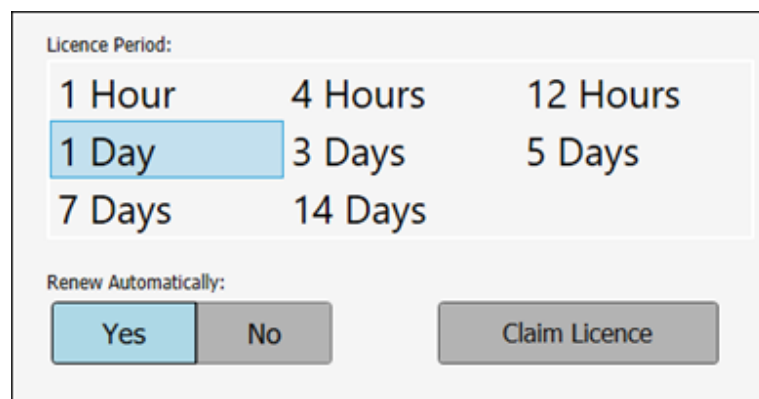 Licence Period:
1 Hour 4 Hours 12 Hours
1 Day 3 Days 5 Days
7 Days 14 Days
Renew Automatically:
Yes No Claim Licence